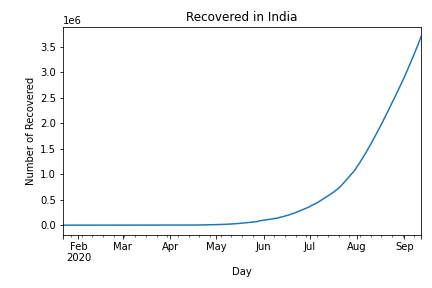 Recovered in India
1e6
3.5
3.0
2.5
2.0
1.5
1.0
0.5
0.0
Number of Recovered
Feb Mar Apr May Jun Jul Aug Sep
2020
Day